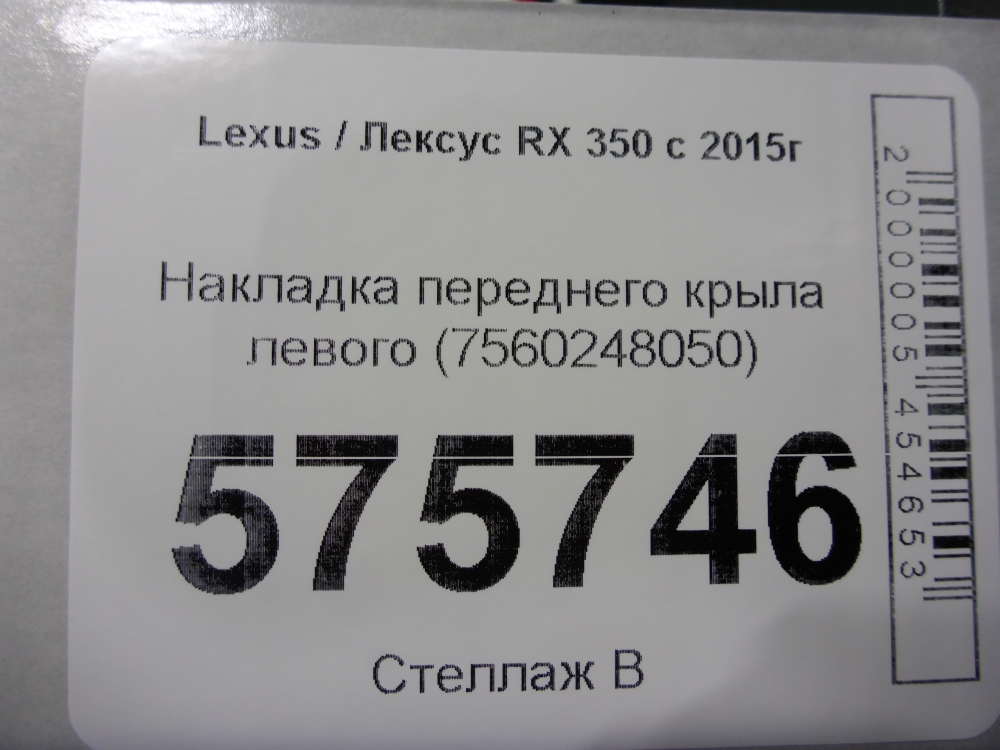 Lexus / Лексус RX 350 с 2015г
Накладка переднего крыла
левого (7560248050)
575746
Стеллаж В
2000005454653